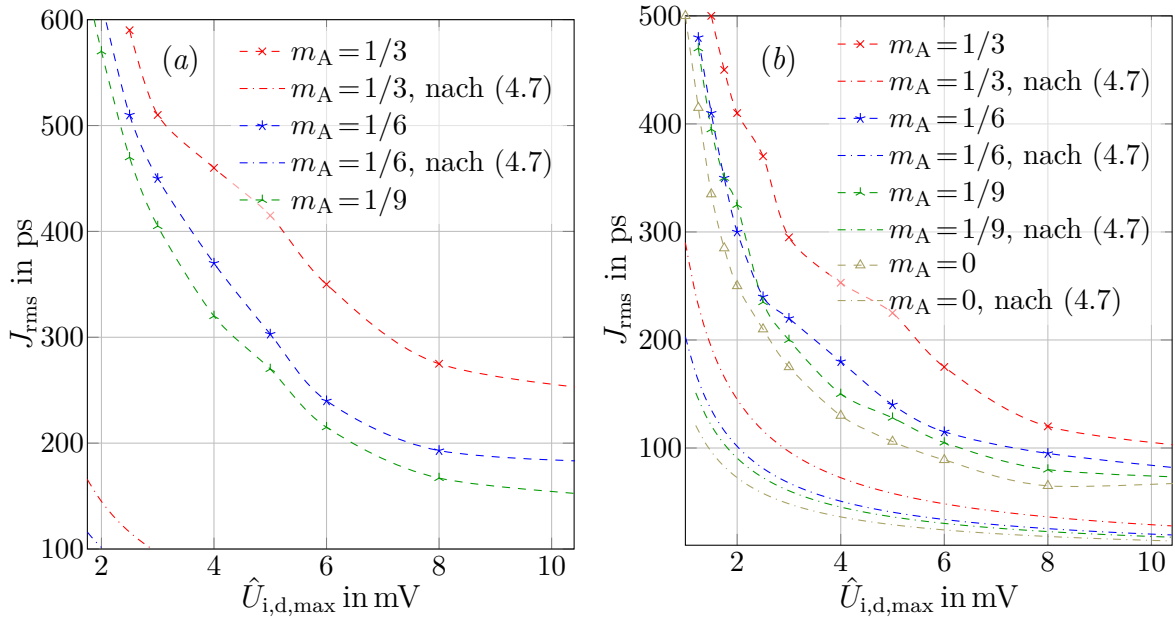 (a)
m_A = 1/3
m_A = 1/3, nach (4.7)
m_A = 1/6
m_A = 1/6, nach (4.7)
m_A = 1/9
600
500
400
300
200
100
J_rms in ps
2 4 6 8 10
Û_i,d,max in mV
(b)
m_A = 1/3
m_A = 1/3, nach (4.7)
m_A = 1/6
m_A = 1/6, nach (4.7)
m_A = 1/9
m_A = 1/9, nach (4.7)
m_A = 0
m_A = 0, nach (4.7)
500
400
300
200
100
J_rms in ps
2 4 6 8 10
Û_i,d,max in mV